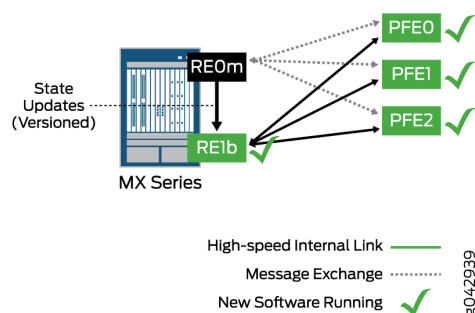 RE0m
PFE0
PFE1
State
Updates
(Versioned)
PFE2
RE1b
MX Series
High-speed Internal Link
Message Exchange
New Software Running
g042939